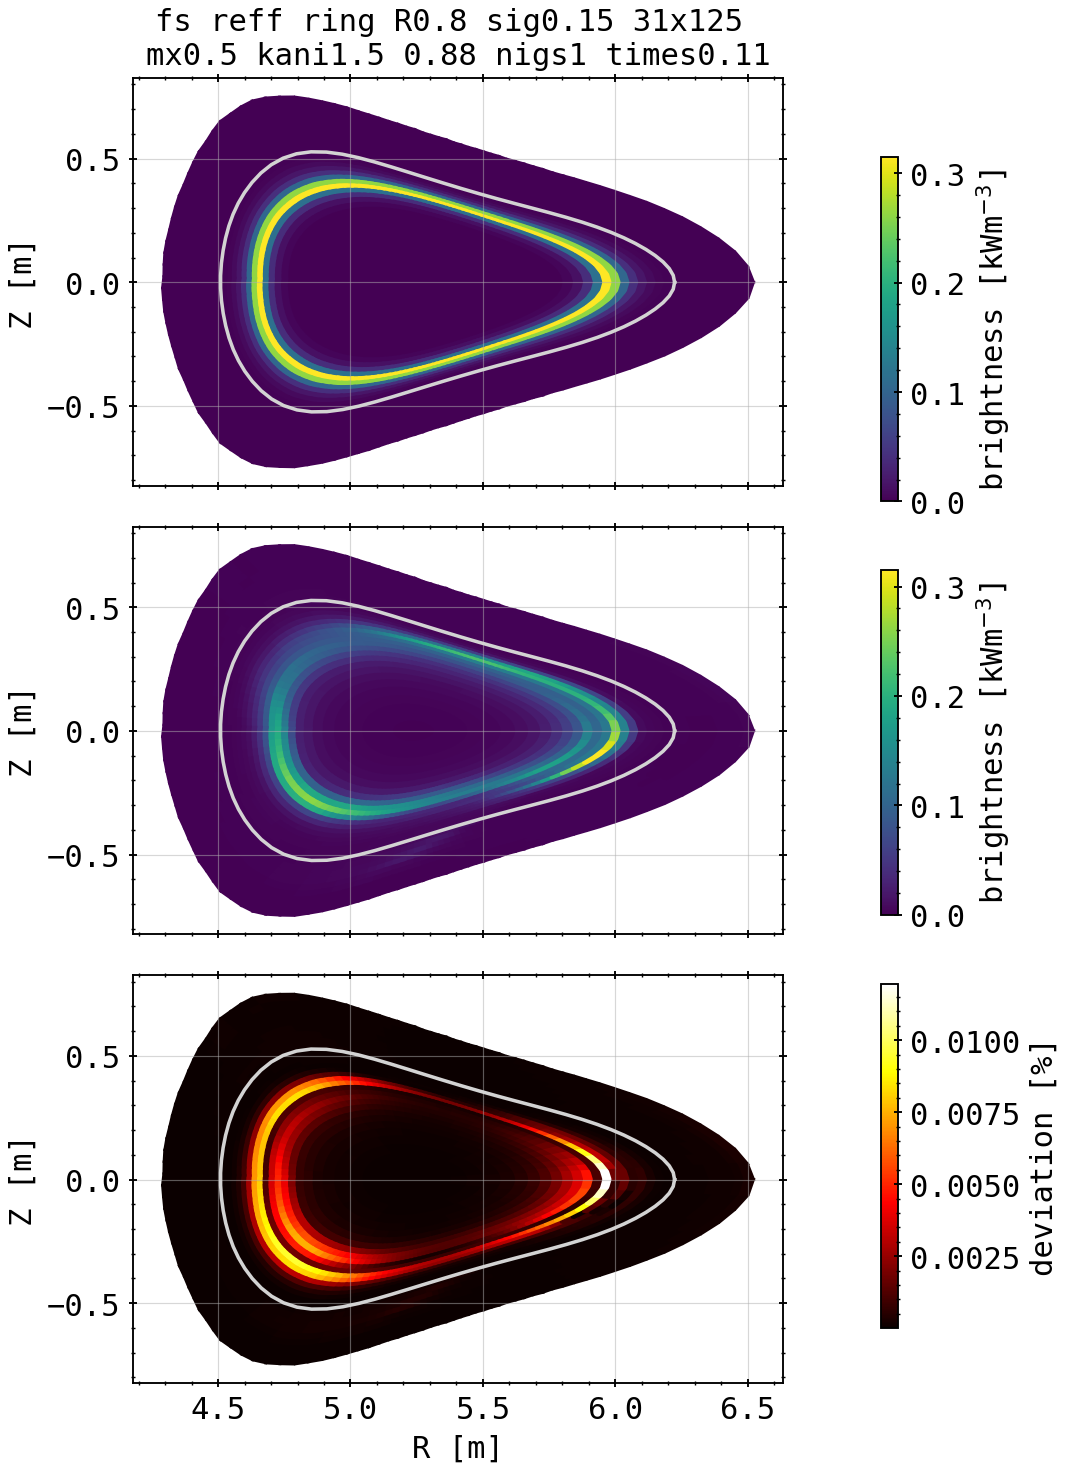 fs reff ring R0.8 sig0.15 31x125
mx0.5 kani1.5 0.88 nigs1 times0.11
0.5
0.0
−0.5
Z [m]
0.3
0.2
0.1
0.0
brightness [kWm⁻³]
0.5
0.0
−0.5
Z [m]
0.3
0.2
0.1
0.0
brightness [kWm⁻³]
0.5
0.0
−0.5
Z [m]
0.0100
0.0075
0.0050
0.0025
deviation [%]
4.5 5.0 5.5 6.0 6.5
R [m]